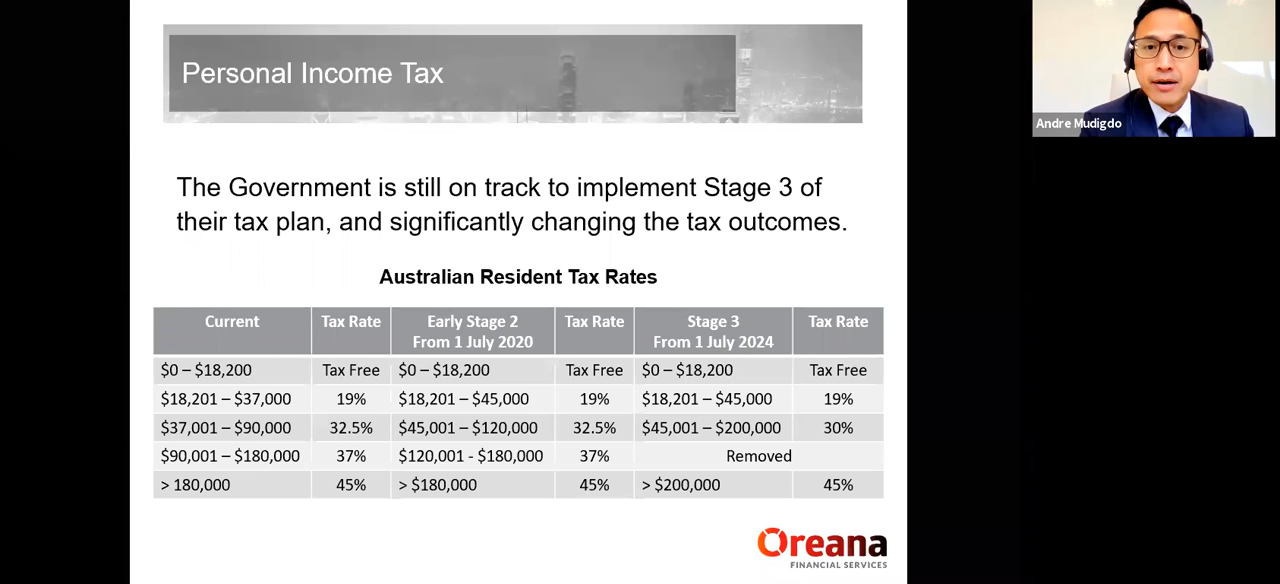 Personal Income Tax
Andre Mudigdo
The Government is still on track to implement Stage 3 of
their tax plan, and significantly changing the tax outcomes.
Australian Resident Tax Rates
Current Tax Rate Early Stage 2 From 1 July 2020 Tax Rate Stage 3 From 1 July 2024 Tax Rate
$0 – $18,200 Tax Free $0 – $18,200 Tax Free $0 – $18,200 Tax Free
$18,201 – $37,000 19% $18,201 – $45,000 19% $18,201 – $45,000 19%
$37,001 – $90,000 32.5% $45,001 – $120,000 32.5% $45,001 – $200,000 30%
$90,001 – $180,000 37% $120,001 - $180,000 37% Removed
> 180,000 45% > $180,000 45% > $200,000 45%
Oreana
FINANCIAL SERVICES